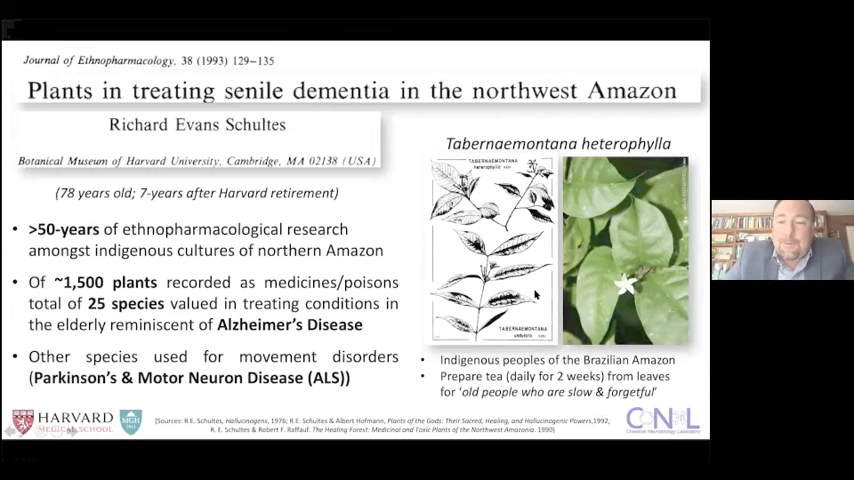 Journal of Ethnopharmacology, 38 (1993) 129–135
Plants in treating senile dementia in the northwest Amazon
Richard Evans Schultes
Botanical Museum of Harvard University, Cambridge, MA 02138 (USA)
(78 years old; 7-years after Harvard retirement)
• >50-years of ethnopharmacological research
amongst indigenous cultures of northern Amazon
• Of ~1,500 plants recorded as medicines/poisons
total of 25 species valued in treating conditions in
the elderly reminiscent of Alzheimer's Disease
• Other species used for movement disorders
(Parkinson's & Motor Neuron Disease (ALS))
Tabernaemontana heterophylla
TABERNAEMONTANA
heterophylla
TABERNAEMONTANA
undulata
• Indigenous peoples of the Brazilian Amazon
• Prepare tea (daily for 2 weeks) from leaves
for 'old people who are slow & forgetful'
HARVARD
MEDICAL SCHOOL
MGH
1811
[Sources: R.E. Schultes, Hallucinogens, 1976; R.E. Schultes & Albert Hofmann, Plants of the Gods: Their Sacred, Healing, and Hallucinogenic Powers,1992;
R. E. Schultes & Robert F. Raffauf. The Healing Forest: Medicinal and Toxic Plants of the Northwest Amazonia. 1990]
CNL
Chemical Neurobiology Laboratory